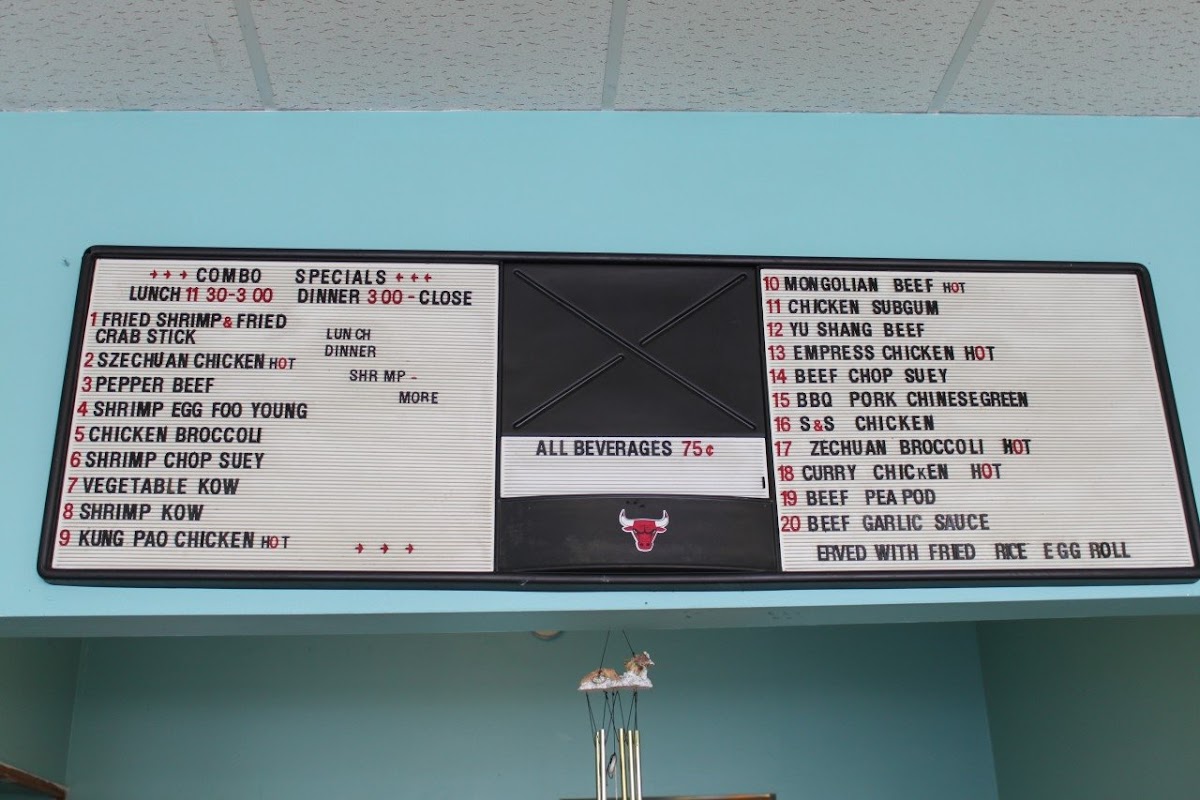 → → → COMBO SPECIALS ← ← ←
LUNCH 11 30-3 00 DINNER 3 00 - CLOSE
1 FRIED SHRIMP & FRIED
CRAB STICK
2 SZECHUAN CHICKEN HOT
3 PEPPER BEEF
4 SHRIMP EGG FOO YOUNG
5 CHICKEN BROCCOLI
6 SHRIMP CHOP SUEY
7 VEGETABLE KOW
8 SHRIMP KOW
9 KUNG PAO CHICKEN HOT
→ → →
LUN CH
DINNER
SHR MP -
MORE
ALL BEVERAGES 75¢
10 MONGOLIAN BEEF HOT
11 CHICKEN SUBGUM
12 YU SHANG BEEF
13 EMPRESS CHICKEN HOT
14 BEEF CHOP SUEY
15 BBQ PORK CHINESEGREEN
16 S&S CHICKEN
17 ZECHUAN BROCCOLI HOT
18 CURRY CHICKEN HOT
19 BEEF PEA POD
20 BEEF GARLIC SAUCE
ERVED WITH FRIED RICE EGG ROLL